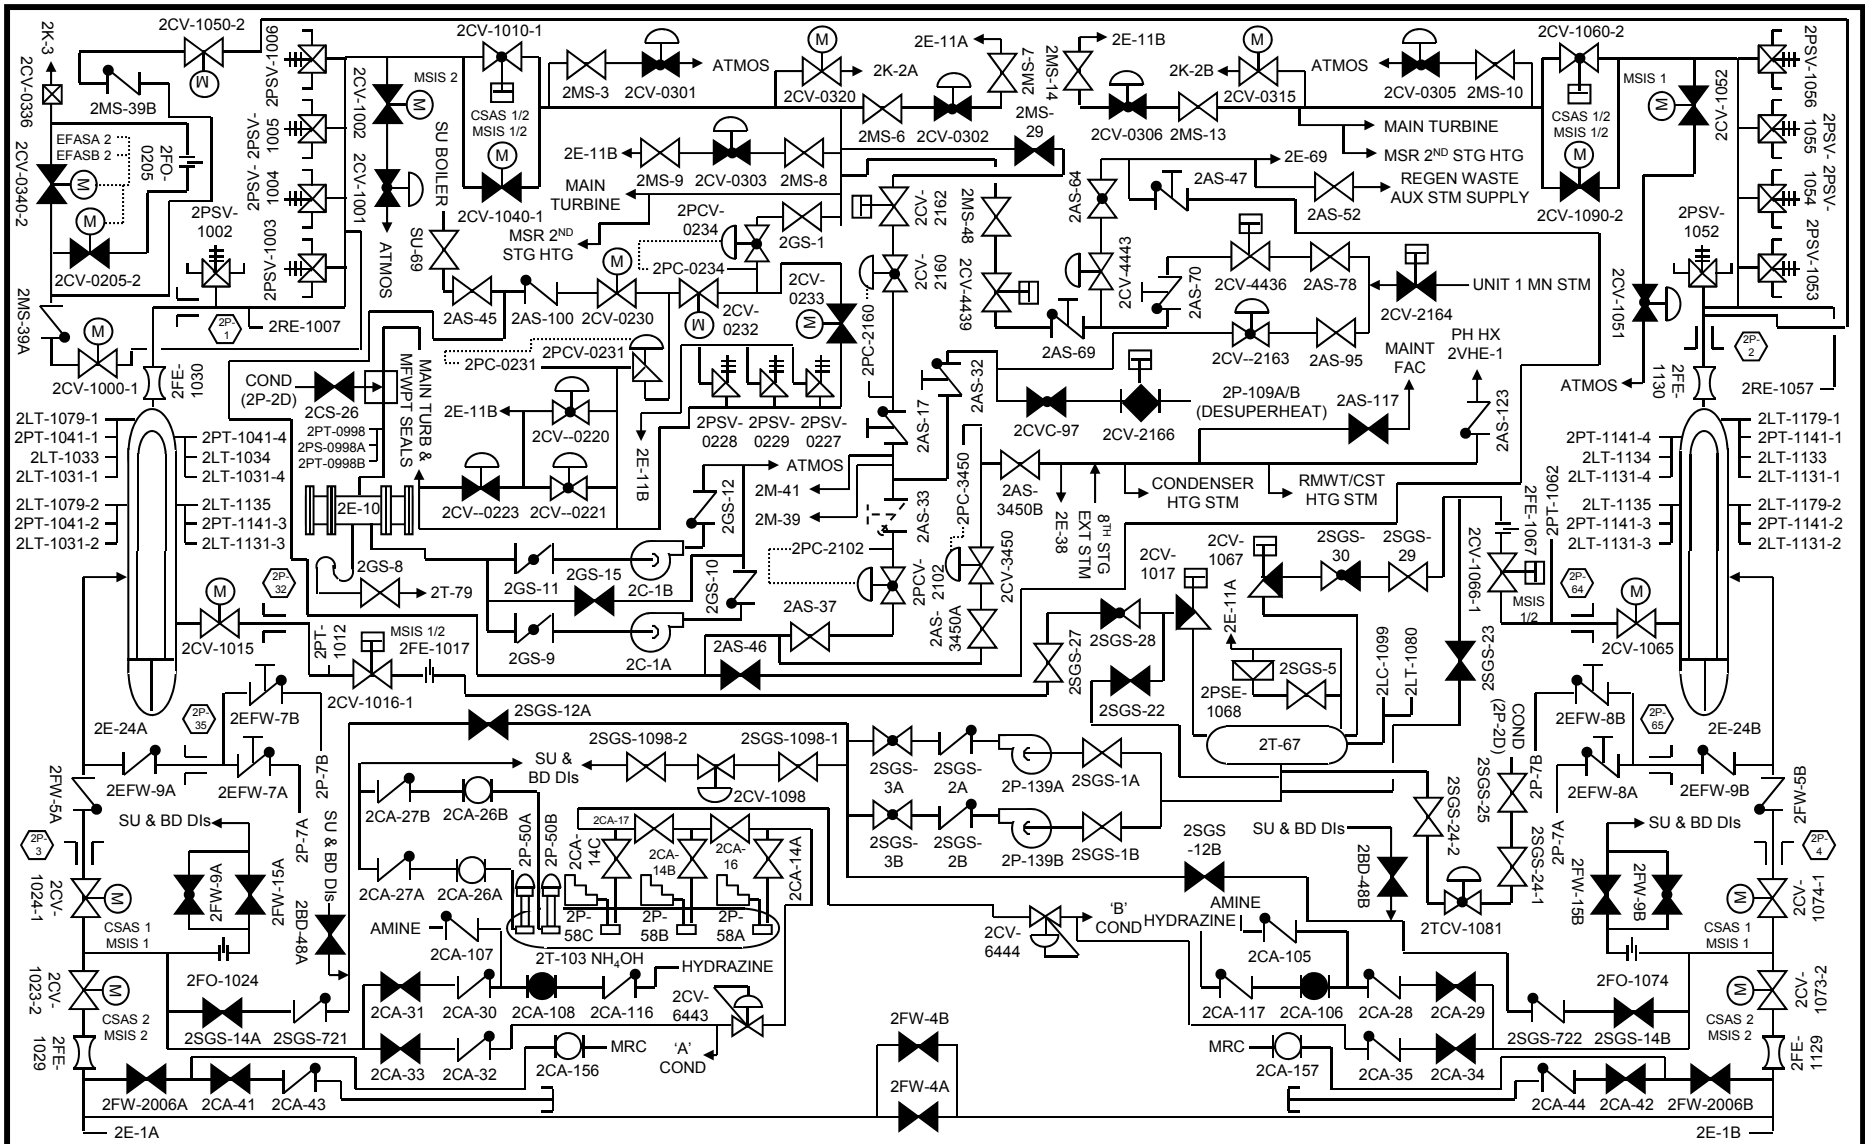 2K-3
2CV-1050-2
2CV-0336
2MS-39B
EFASA 2
EFASB 2
2FO-
0205
2CV-0340-2
2CV-0205-2
2PSV-
1002
2MS-39A
2CV-1000-1
2FE-
1030
2P-
1
2RE-1007
2PSV-1006
2PSV-
1005
2PSV-
1004
2PSV-1003
2CV-1002
MSIS 2
2CV-1001
ATMOS
2CV-1010-1
CSAS 1/2
MSIS 1/2
2CV-1040-1
SU BOILER
SU-69
2MS-3
2CV-0301
ATMOS
M
2CV-0320
2K-2A
2MS-6
2CV-0302
2E-11A
2MS-7
2MS-14
2E-11B
2CV-0306
2MS-13
2K-2B
2CV-1060-2
2CV-0315
ATMOS
2CV-0305
2MS-10
MAIN TURBINE
MSR 2ND STG HTG
CSAS 1/2
MSIS 1/2
2CV-1090-2
MSIS 1
2CV-1062
2CV-1051
ATMOS
2PSV-1056
2PSV-
1055
2PSV-
1054
2PSV-1053
2PSV-
1052
2P-
2
2FE-
1130
2RE-1057
2E-11B
2MS-9
2CV-0303
2MS-8
MAIN
TURBINE
MSR 2ND
STG HTG
2MS-
29
2PCV-
0234
2GS-1
2PC-0234
2CV-
2162
2CV-
2160
2PC-2160
2MS-48
2CV-4439
2AS-64
2CV-4443
2AS-47
2E-69
REGEN WASTE
AUX STM SUPPLY
2AS-52
2CV-4436
2AS-78
UNIT 1 MN STM
2CV-2164
2AS-70
2AS-69
2CV--2163
2AS-95
2AS-45
2AS-100
2CV-0230
2CV-
0232
2CV-
0233
2PC-0231
2PCV-0231
MAIN TURB &
MFWPT SEALS
COND
(2P-2D)
2CS-26
2PT-0998
2PS-0998A
2PT-0998B
2E-10
2E-11B
2CV--0220
2CV--0223
2CV--0221
2E-11B
2PSV-
0228
2PSV-
0229
2PSV-
0227
2AS-17
2AS-32
2CVC-97
2CV-2166
2P-109A/B
(DESUPERHEAT)
2AS-117
MAINT
FAC
PH HX
2VHE-1
2AS-123
2PC-3450
2AS-
3450B
CONDENSER
HTG STM
RMWT/CST
HTG STM
2E-38
8TH STG
EXT STM
2GS-12
ATMOS
2M-41
2M-39
2AS-33
2PC-2102
2PCV-
2102
2CV-3450
2AS-
3450A
2GS-8
2T-79
2GS-11
2GS-15
2C-1B
2GS-10
2GS-9
2C-1A
2AS-37
2AS-46
2LT-1079-1
2PT-1041-1
2LT-1033
2LT-1031-1
2LT-1079-2
2PT-1041-2
2LT-1031-2
2PT-1041-4
2LT-1034
2LT-1031-4
2LT-1135
2PT-1141-3
2LT-1131-3
2P-
32
2CV-1015
2PT-
1012
MSIS 1/2
2FE-1017
2CV-1016-1
2E-24A
2P-
35
2EFW-7B
2EFW-7A
2EFW-9A
2P-7B
2P-7A
2CV-
1017
2CV-
1067
2SGS-
30
2SGS-
29
2E-11A
2SGS-28
2SGS-27
2SGS-22
2PSE-
1068
2SGS-5
2LC-1099
2LT-1080
2T-67
2SGS-23
2CV-1066-1
2FE-1067
2PT-1062
MSIS
1/2
2P-
64
2CV-1065
2PT-1141-4
2LT-1134
2LT-1131-4
2LT-1135
2PT-1141-3
2LT-1131-3
2LT-1179-1
2PT-1141-1
2LT-1133
2LT-1131-1
2LT-1179-2
2PT-1141-2
2LT-1131-2
2EFW-8B
2P-
65
2EFW-8A
2EFW-9B
2E-24B
2P-7B
2P-7A
COND
(2P-2D)
2SGS-25
2SGS-24-2
2SGS-24-1
2TCV-1081
2FW-5A
2P-
3
SU & BD DIs
2FW-9A
2FW-15A
2CV-
1024-1
CSAS 1
MSIS 1
2FO-1024
2CV-
1023-2
CSAS 2
MSIS 2
2FE-
1029
2SGS-14A
2SGS-721
SU & BD DIs
2BD-48A
2SGS-12A
SU &
BD DIs
2SGS-1098-2
2SGS-1098-1
2CV-1098
2CA-27B
2CA-26B
2CA-27A
2CA-26A
2P-50A
2P-50B
2CA-
14C
2CA-17
2CA-
14B
2CA-
16
2CA-14A
2P-
58C
2P-
58B
2P-
58A
2T-103 NH4OH
AMINE
2CA-107
HYDRAZINE
2CA-31
2CA-30
2CA-108
2CA-116
2CV-
6443
2CA-33
2CA-32
2CA-156
MRC
‘A’
COND
2FW-2006A
2CA-41
2CA-43
2E-1A
2SGS-
3A
2SGS-
2A
2P-139A
2SGS-1A
2SGS-
3B
2SGS-
2B
2P-139B
2SGS-1B
2SGS
-12B
SU & BD DIs
2BD-48B
2CV-
6444
‘B’
COND
HYDRAZINE
AMINE
2CA-105
2CA-117
2CA-106
2CA-28
2CA-29
MRC
2CA-157
2CA-35
2CA-34
2FW-4B
2FW-4A
2FW-5B
SU & BD DIs
2P-
4
2FW-15B
2FW-9B
2CV-
1074-1
CSAS 1
MSIS 1
2FO-1074
2CV-
1073-2
CSAS 2
MSIS 2
2SGS-722
2SGS-14B
2FE-
1129
2CA-44
2CA-42
2FW-2006B
2E-1B